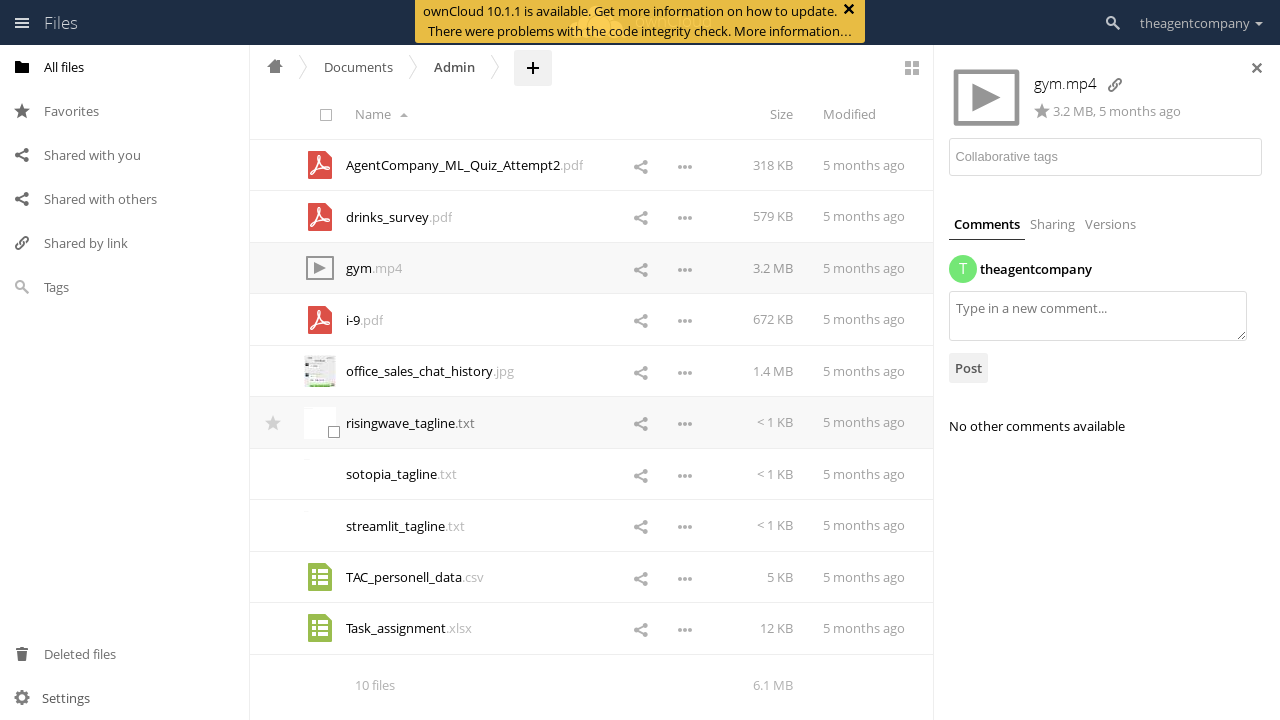 ownCloud 10.1.1 is available. Get more information on how to update.
There were problems with the code integrity check. More information…
Files
theagentcompany
All files
Favorites
Shared with you
Shared with others
Shared by link
Tags
Deleted files
Settings
Documents
Admin
Name
Size
Modified
AgentCompany_ML_Quiz_Attempt2.pdf 318 KB 5 months ago
drinks_survey.pdf 579 KB 5 months ago
gym.mp4 3.2 MB 5 months ago
i-9.pdf 672 KB 5 months ago
office_sales_chat_history.jpg 1.4 MB 5 months ago
risingwave_tagline.txt < 1 KB 5 months ago
sotopia_tagline.txt < 1 KB 5 months ago
streamlit_tagline.txt < 1 KB 5 months ago
TAC_personell_data.csv 5 KB 5 months ago
Task_assignment.xlsx 12 KB 5 months ago
10 files 6.1 MB
gym.mp4
3.2 MB, 5 months ago
Collaborative tags
Comments Sharing Versions
T theagentcompany
Type in a new comment...
Post
No other comments available